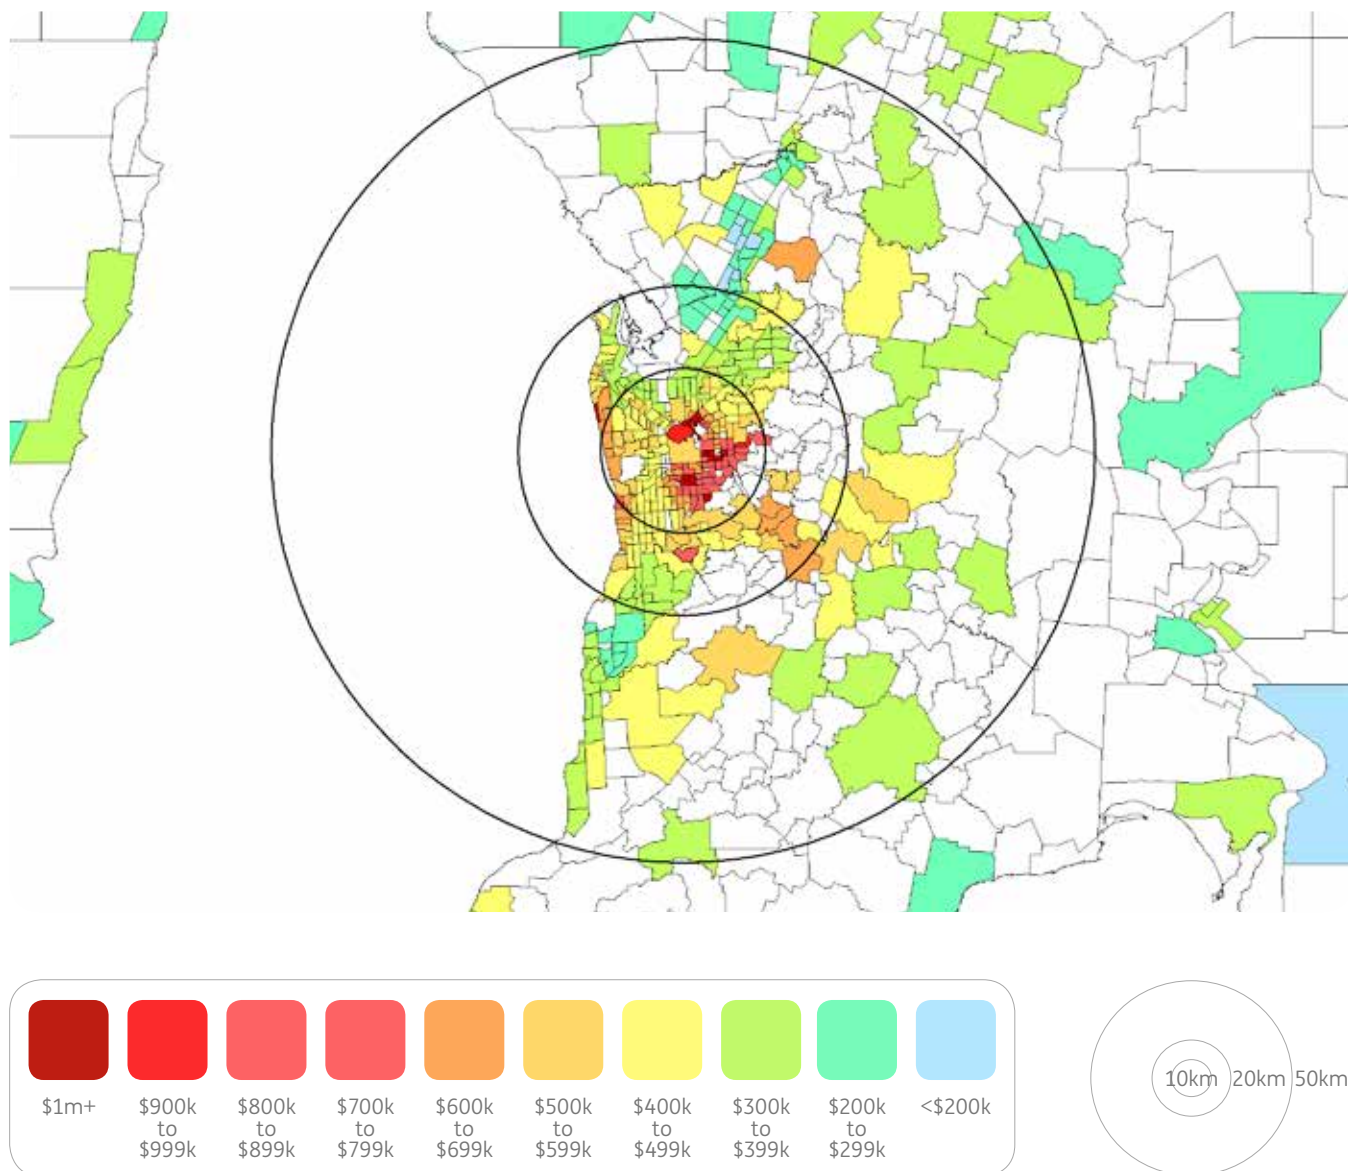 $1m+
$900k
to
$999k
$800k
to
$899k
$700k
to
$799k
$600k
to
$699k
$500k
to
$599k
$400k
to
$499k
$300k
to
$399k
$200k
to
$299k
<$200k
10km
20km
50km